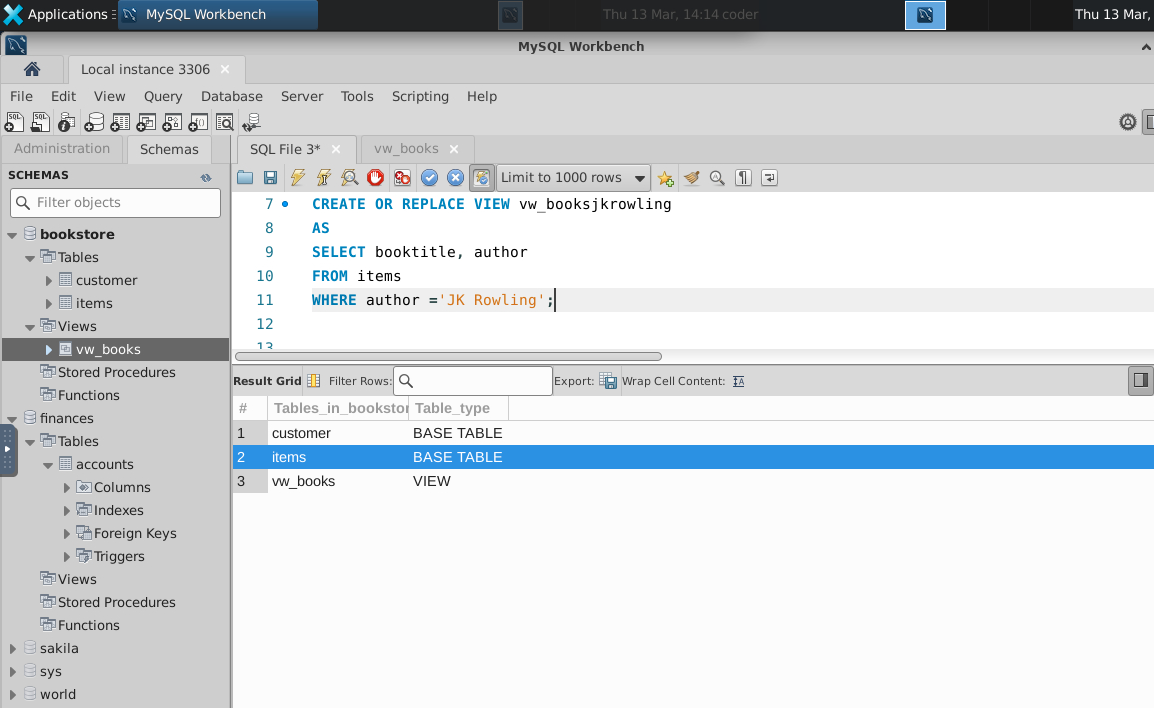 Applications
MySQL Workbench
Thu 13 Mar, 14:14 coder
Thu 13 Mar,
MySQL Workbench
Local instance 3306
File Edit View Query Database Server Tools Scripting Help
Administration Schemas
SQL File 3* vw_books
SCHEMAS
Limit to 1000 rows
Filter objects
bookstore
Tables
customer
items
Views
vw_books
Stored Procedures
Functions
finances
Tables
accounts
Columns
Indexes
Foreign Keys
Triggers
Views
Stored Procedures
Functions
sakila
sys
world
7 CREATE OR REPLACE VIEW vw_booksjkrowling
8 AS
9 SELECT booktitle, author
10 FROM items
11 WHERE author ='JK Rowling';
12
13
Result Grid Filter Rows: Export: Wrap Cell Content:
# Tables_in_bookstor Table_type
1 customer BASE TABLE
2 items BASE TABLE
3 vw_books VIEW